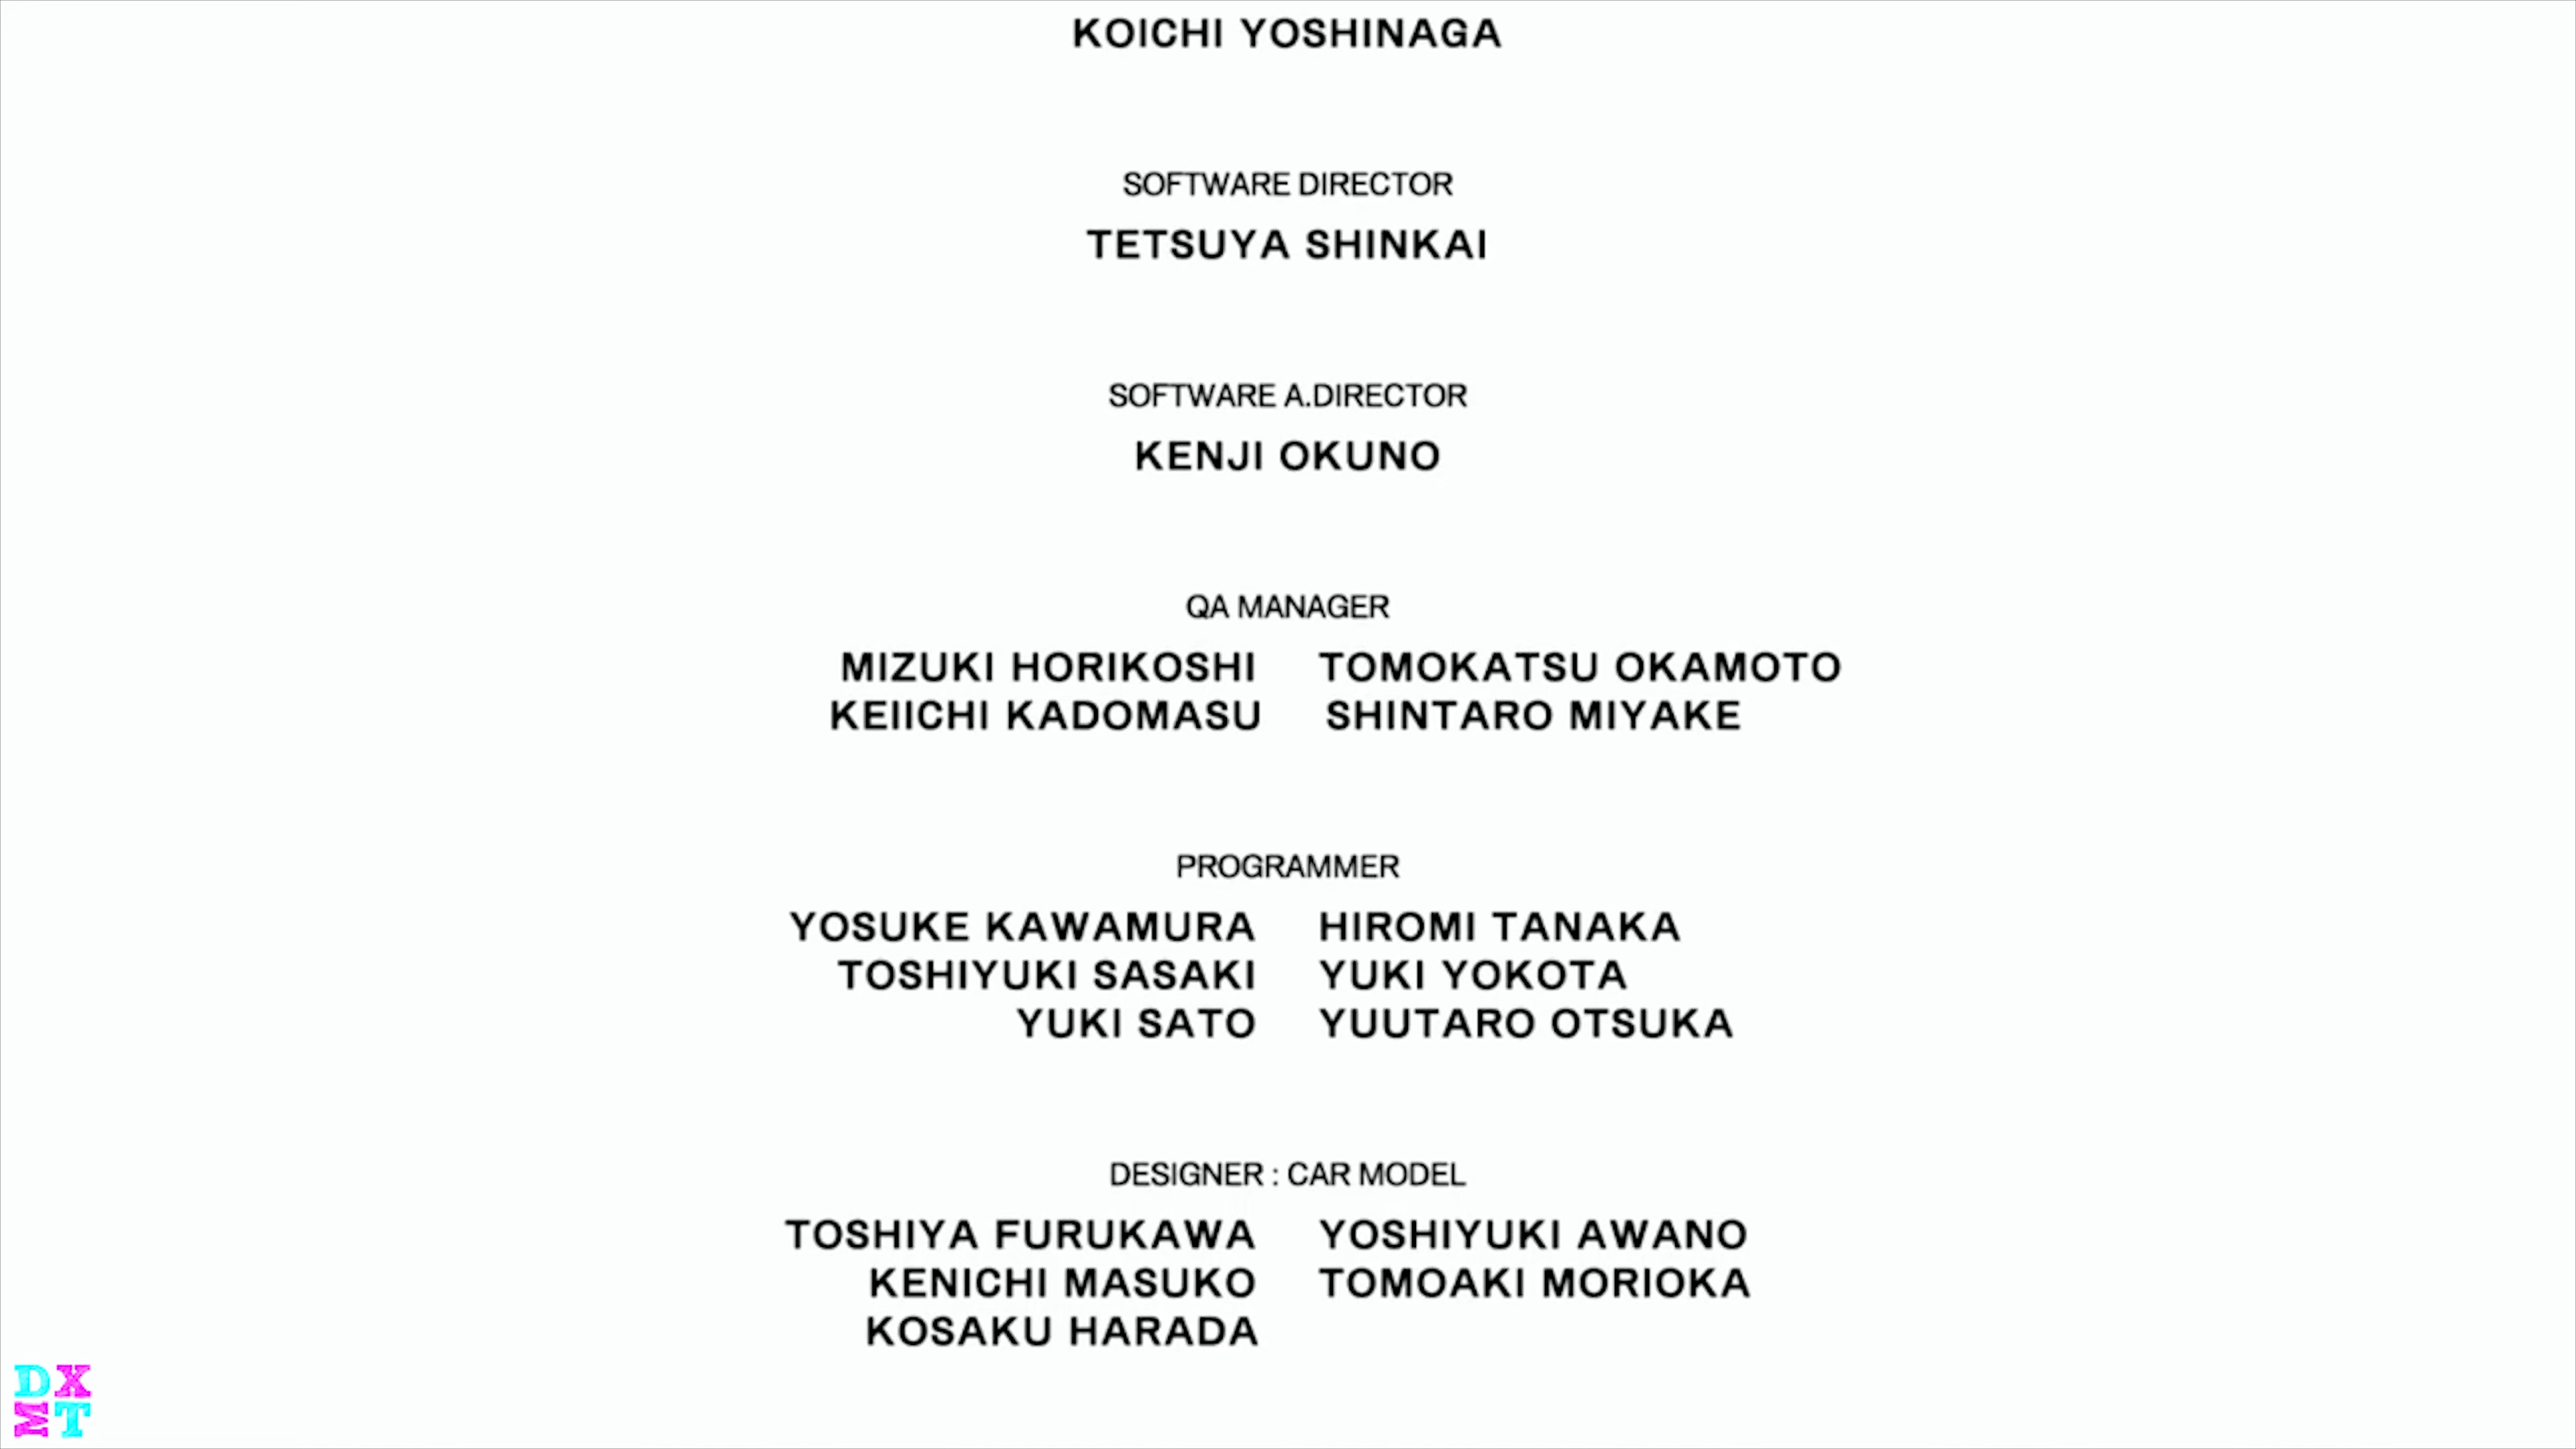 KOICHI YOSHINAGA
SOFTWARE DIRECTOR
TETSUYA SHINKAI
SOFTWARE A.DIRECTOR
KENJI OKUNO
QA MANAGER
MIZUKI HORIKOSHI TOMOKATSU OKAMOTO
KEIICHI KADOMASU SHINTARO MIYAKE
PROGRAMMER
YOSUKE KAWAMURA HIROMI TANAKA
TOSHIYUKI SASAKI YUKI YOKOTA
YUKI SATO YUUTARO OTSUKA
DESIGNER : CAR MODEL
TOSHIYA FURUKAWA YOSHIYUKI AWANO
KENICHI MASUKO TOMOAKI MORIOKA
KOSAKU HARADA
DX
MT